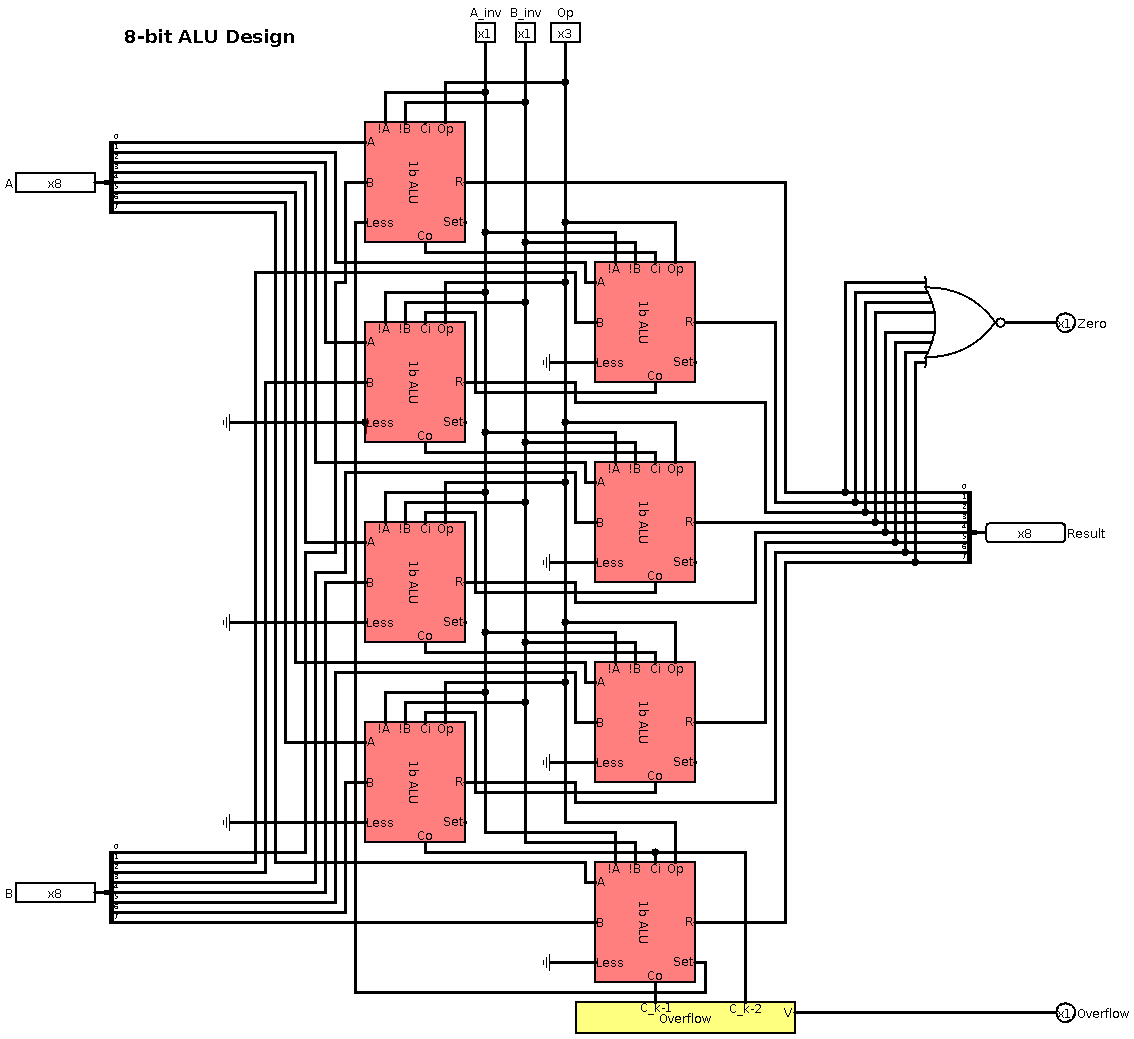 A_inv B_inv Op
x1 x1 x3
8-bit ALU Design
!A !B Ci Op
A
B
Less
1b ALU
R
Set
Co
0
1
2
3
4
5
6
7
A x8
!A !B Ci Op
A
B
Less
1b ALU
R
Set
Co
x1 Zero
!A !B Ci Op
A
B
Less
1b ALU
R
Set
Co
!A !B Ci Op
A
B
Less
1b ALU
R
Set
Co
0
1
2
3
4
5
6
7
x8 Result
!A !B Ci Op
A
B
Less
1b ALU
R
Set
Co
!A !B Ci Op
A
B
Less
1b ALU
R
Set
Co
!A !B Ci Op
A
B
Less
1b ALU
R
Set
Co
0
1
2
3
4
5
6
7
B x8
!A !B Ci Op
A
B
Less
1b ALU
R
Set
Co
C_k-1 C_k-2
Overflow
V
x1 Overflow